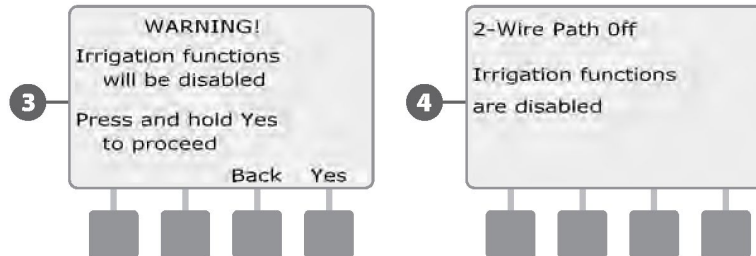 3
WARNING!
Irrigation functions
will be disabled
Press and hold Yes
to proceed
Back Yes
4
2-Wire Path Off
Irrigation functions
are disabled